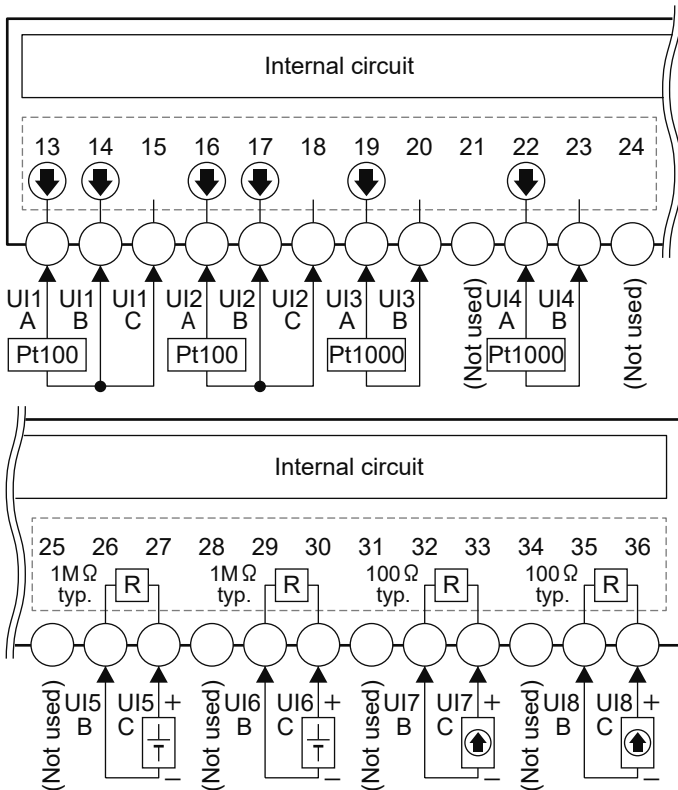 Internal circuit
13 14 15 16 17 18 19 20 21 22 23 24
UI1 UI1 UI1 UI2 UI2 UI2 UI3 UI3 (Not used) UI4 UI4 (Not used)
A B C A B C A B A B
Pt100 Pt100 Pt1000 Pt1000
Internal circuit
25 26 27 28 29 30 31 32 33 34 35 36
1MΩ R 1MΩ R 100Ω R 100Ω R
typ. typ. typ. typ.
(Not used) UI5 UI5 + (Not used) UI6 UI6 + (Not used) UI7 UI7 + (Not used) UI8 UI8 +
B C B C B C B C
− − − −